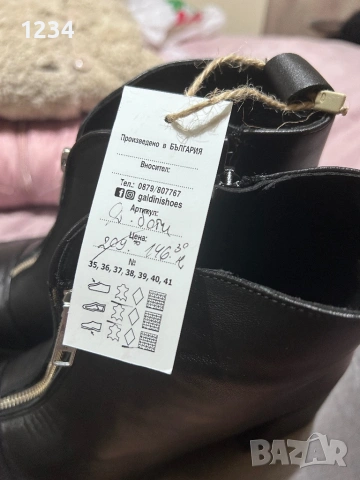 1234
Произведено в БЪЛГАРИЯ
Вносител:
Тел.: 0879/807767
galdinishoes
Артикул:
боти
Цена:
209. 146.30
№
35, 36, 37, 38, 39, 40, 41
BAZAR